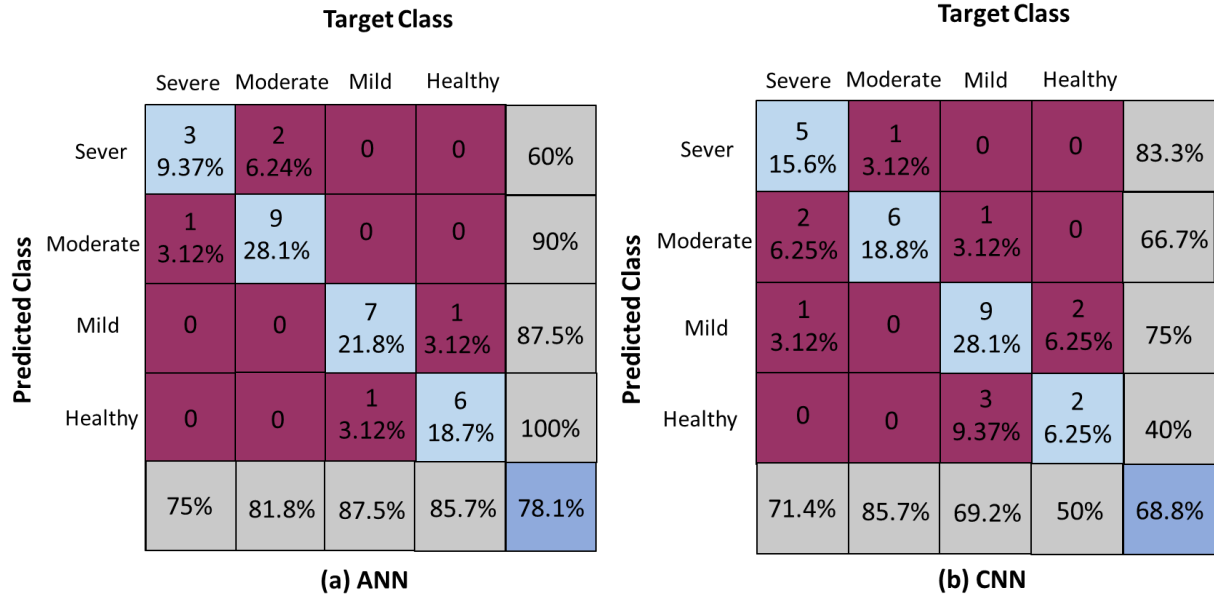 Target Class
Severe Moderate Mild Healthy
Predicted Class
Sever
3 2 0 0 60%
9.37% 6.24%
Moderate
1 9 0 0 90%
3.12% 28.1%
Mild
0 0 7 1 87.5%
21.8% 3.12%
Healthy
0 0 1 6 100%
3.12% 18.7%
75% 81.8% 87.5% 85.7% 78.1%
(a) ANN
Target Class
Severe Moderate Mild Healthy
Predicted Class
Sever
5 1 0 0 83.3%
15.6% 3.12%
Moderate
2 6 1 0 66.7%
6.25% 18.8% 3.12%
Mild
1 0 9 2 75%
3.12% 28.1% 6.25%
Healthy
0 0 3 2 40%
9.37% 6.25%
71.4% 85.7% 69.2% 50% 68.8%
(b) CNN